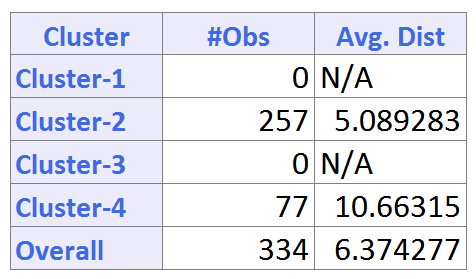 Cluster #Obs Avg. Dist
Cluster-1 0 N/A
Cluster-2 257 5.089283
Cluster-3 0 N/A
Cluster-4 77 10.66315
Overall 334 6.374277